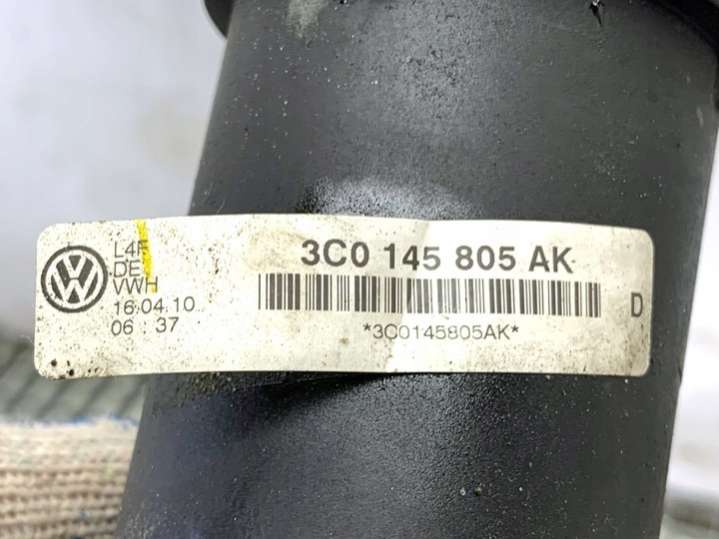 L4F
DE
VWH
16.04.10
06 : 37
3C0 145 805 AK
*3C0145805AK*
D